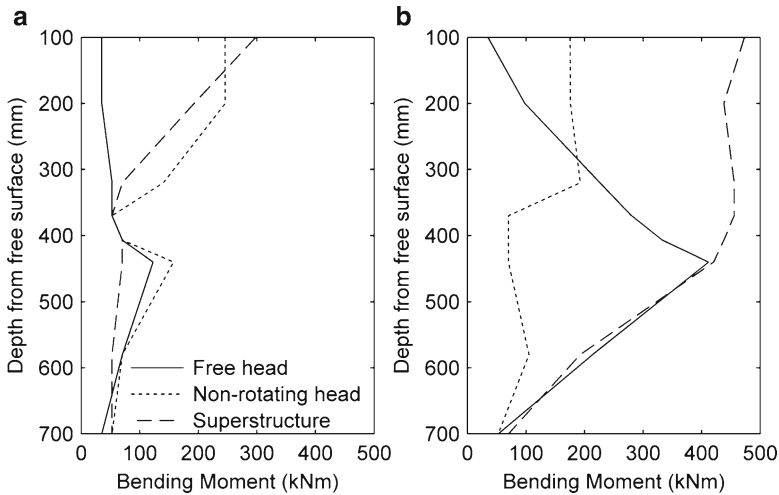 a
b
100
200
300
400
500
600
700
0
100
200
300
400
500
Depth from free surface (mm)
Bending Moment (kNm)
Free head
Non-rotating head
Superstructure
100
200
300
400
500
600
700
0
100
200
300
400
500
Depth from free surface (mm)
Bending Moment (kNm)